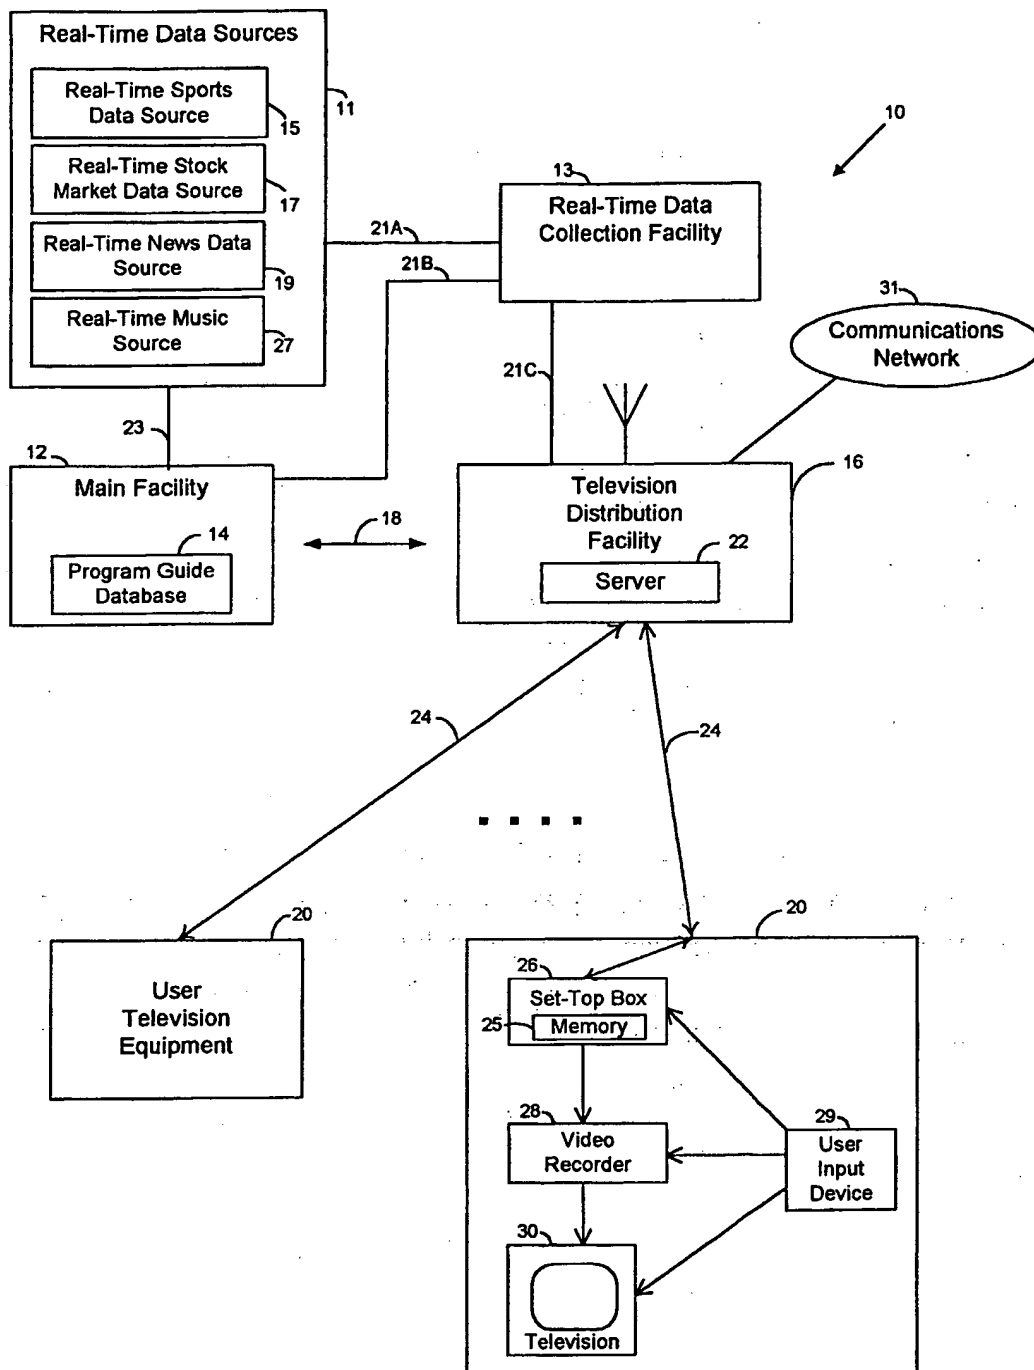 Real-Time Data Sources
Real-Time Sports
Data Source
15
11
Real-Time Stock
Market Data Source
17
Real-Time News Data
Source
19
Real-Time Music
Source
27
10
13
Real-Time Data
Collection Facility
21A
21B
21C
31
Communications
Network
23
12
Main Facility
14
Program Guide
Database
18
16
Television
Distribution
Facility
22
Server
24
24
20
User
Television
Equipment
20
26
Set-Top Box
25
Memory
28
Video
Recorder
29
User
Input
Device
30
Television